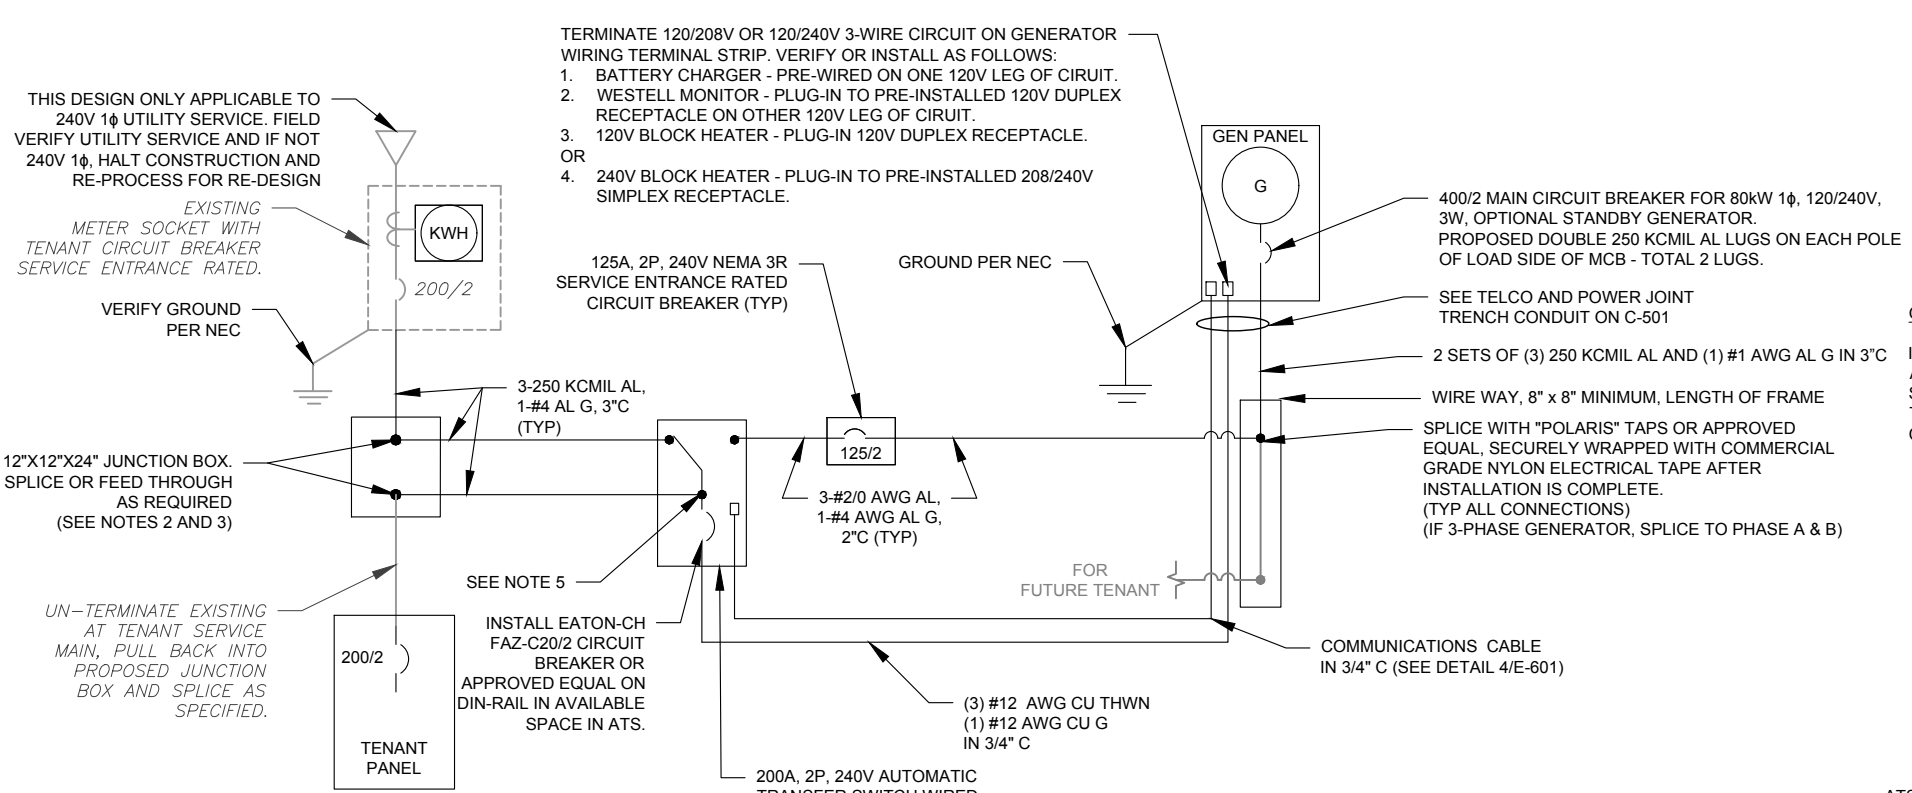 TERMINATE 120/208V OR 120/240V 3-WIRE CIRCUIT ON GENERATOR
WIRING TERMINAL STRIP. VERIFY OR INSTALL AS FOLLOWS:
1. BATTERY CHARGER - PRE-WIRED ON ONE 120V LEG OF CIRUIT.
2. WESTELL MONITOR - PLUG-IN TO PRE-INSTALLED 120V DUPLEX
RECEPTACLE ON OTHER 120V LEG OF CIRUIT.
3. 120V BLOCK HEATER - PLUG-IN 120V DUPLEX RECEPTACLE.
OR
4. 240V BLOCK HEATER - PLUG-IN TO PRE-INSTALLED 208/240V
SIMPLEX RECEPTACLE.
THIS DESIGN ONLY APPLICABLE TO
240V 1ϕ UTILITY SERVICE. FIELD
VERIFY UTILITY SERVICE AND IF NOT
240V 1ϕ, HALT CONSTRUCTION AND
RE-PROCESS FOR RE-DESIGN
EXISTING
METER SOCKET WITH
TENANT CIRCUIT BREAKER
SERVICE ENTRANCE RATED.
KWH
200/2
VERIFY GROUND
PER NEC
125A, 2P, 240V NEMA 3R
SERVICE ENTRANCE RATED
CIRCUIT BREAKER (TYP)
GROUND PER NEC
GEN PANEL
G
400/2 MAIN CIRCUIT BREAKER FOR 80kW 1ϕ, 120/240V,
3W, OPTIONAL STANDBY GENERATOR.
PROPOSED DOUBLE 250 KCMIL AL LUGS ON EACH POLE
OF LOAD SIDE OF MCB - TOTAL 2 LUGS.
SEE TELCO AND POWER JOINT
TRENCH CONDUIT ON C-501
2 SETS OF (3) 250 KCMIL AL AND (1) #1 AWG AL G IN 3"C
WIRE WAY, 8" x 8" MINIMUM, LENGTH OF FRAME
SPLICE WITH "POLARIS" TAPS OR APPROVED
EQUAL, SECURELY WRAPPED WITH COMMERCIAL
GRADE NYLON ELECTRICAL TAPE AFTER
INSTALLATION IS COMPLETE.
(TYP ALL CONNECTIONS)
(IF 3-PHASE GENERATOR, SPLICE TO PHASE A & B)
3-250 KCMIL AL,
1-#4 AL G, 3"C
(TYP)
12"X12"X24" JUNCTION BOX.
SPLICE OR FEED THROUGH
AS REQUIRED
(SEE NOTES 2 AND 3)
125/2
3-#2/0 AWG AL,
1-#4 AWG AL G,
2"C (TYP)
SEE NOTE 5
FOR
FUTURE TENANT
UN-TERMINATE EXISTING
AT TENANT SERVICE
MAIN, PULL BACK INTO
PROPOSED JUNCTION
BOX AND SPLICE AS
SPECIFIED.
200/2
TENANT
PANEL
INSTALL EATON-CH
FAZ-C20/2 CIRCUIT
BREAKER OR
APPROVED EQUAL ON
DIN-RAIL IN AVAILABLE
SPACE IN ATS.
COMMUNICATIONS CABLE
IN 3/4" C (SEE DETAIL 4/E-601)
(3) #12 AWG CU THWN
(1) #12 AWG CU G
IN 3/4" C
200A, 2P, 240V AUTOMATIC
TRANSFER SWITCH WIRED
ATS